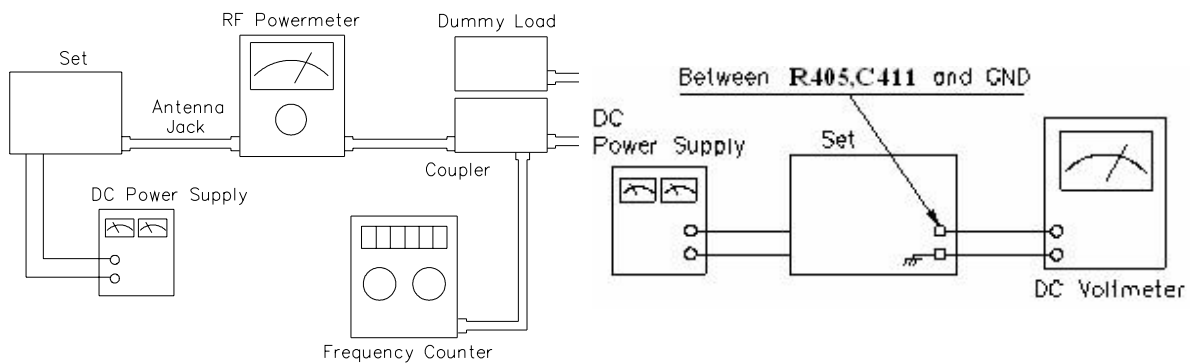 RF Powermeter
Dummy Load
Set
Antenna
Jack
Coupler
DC Power Supply
Frequency Counter
Between R405,C411 and GND
DC
Power Supply
Set
DC Voltmeter